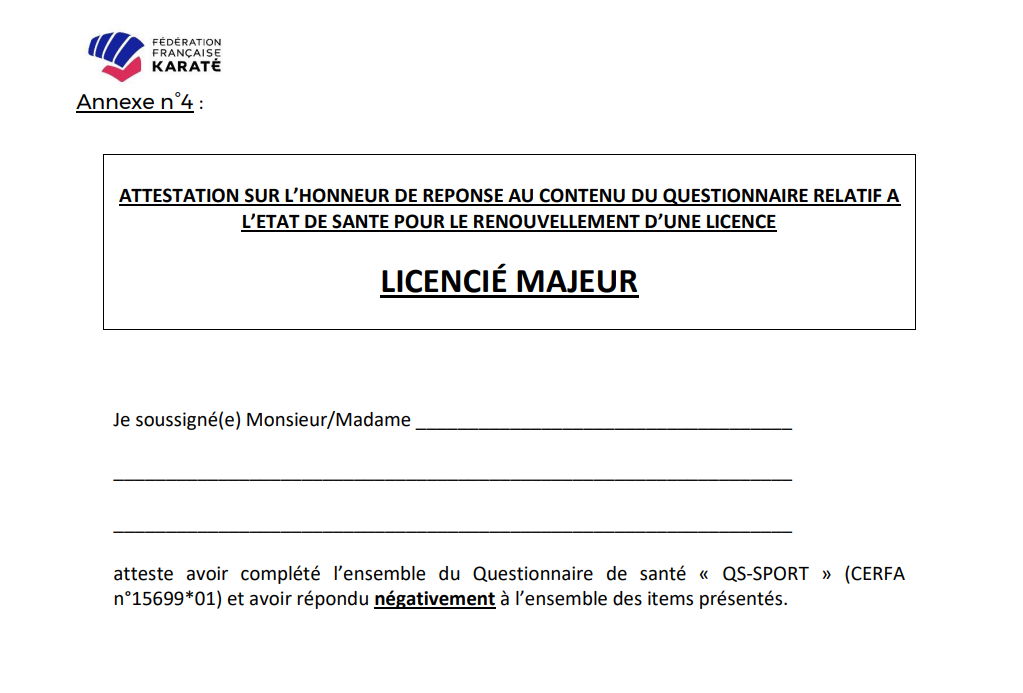 FÉDÉRATION
FRANÇAISE
KARATÉ
Annexe n°4 :
ATTESTATION SUR L’HONNEUR DE REPONSE AU CONTENU DU QUESTIONNAIRE RELATIF A
L’ETAT DE SANTE POUR LE RENOUVELLEMENT D’UNE LICENCE
LICENCIÉ MAJEUR
Je soussigné(e) Monsieur/Madame ____________________________________
_________________________________________________________________
_________________________________________________________________
atteste avoir complété l’ensemble du Questionnaire de santé « QS-SPORT » (CERFA
n°15699*01) et avoir répondu négativement à l’ensemble des items présentés.